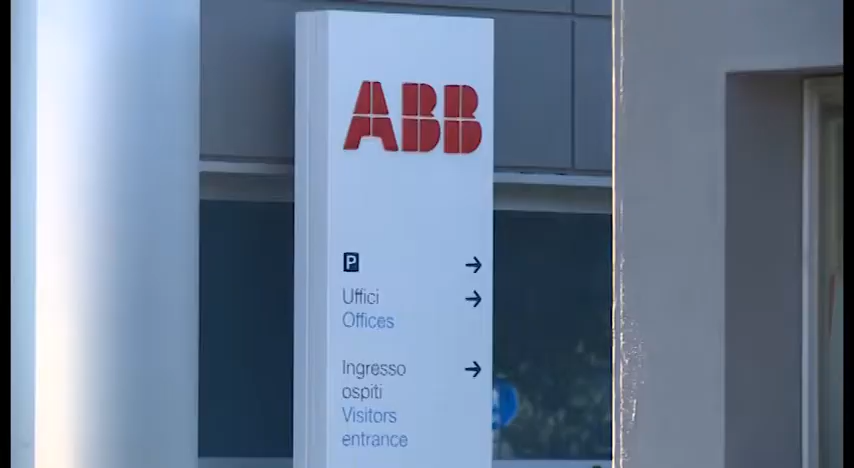 ABB
P →
Uffici →
Offices
Ingresso →
ospiti
Visitors
entrance